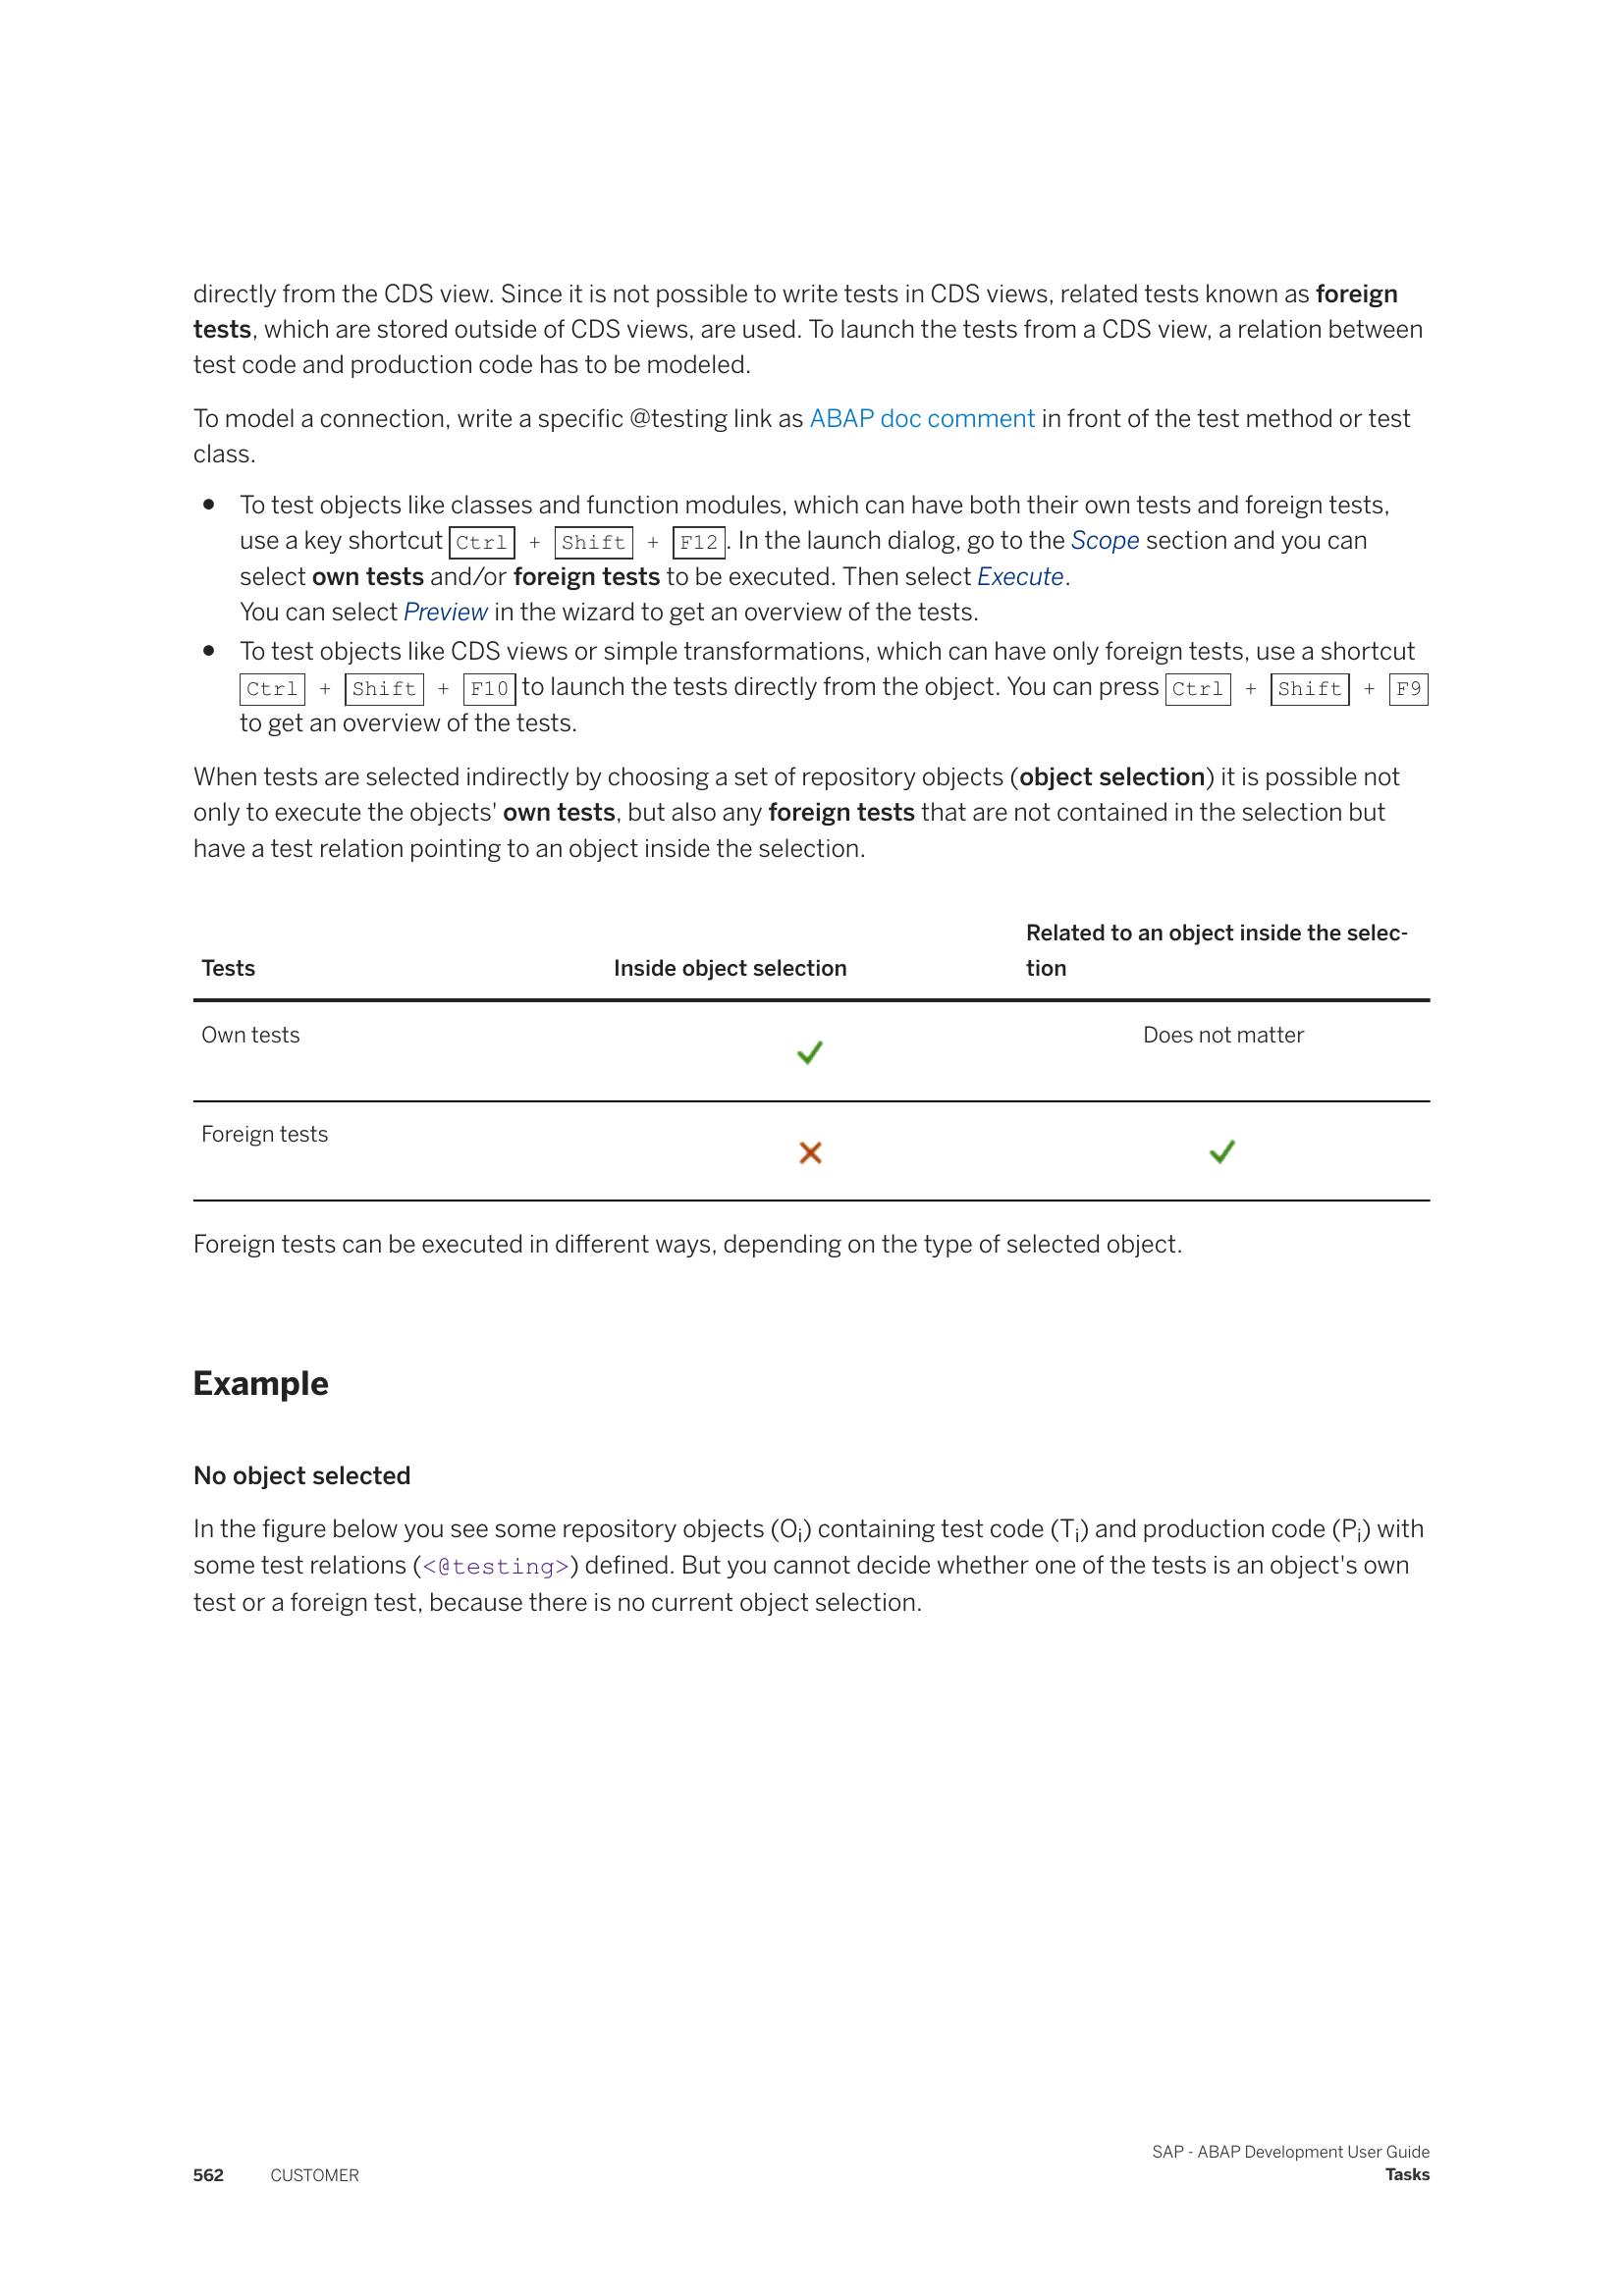 directly from the CDS view. Since it is not possible to write tests in CDS views, related tests known as foreign
tests, which are stored outside of CDS views, are used. To launch the tests from a CDS view, a relation between
test code and production code has to be modeled.
To model a connection, write a specific @testing link as ABAP doc comment in front of the test method or test
class.
● To test objects like classes and function modules, which can have both their own tests and foreign tests,
use a key shortcut Ctrl + Shift + F12. In the launch dialog, go to the Scope section and you can
select own tests and/or foreign tests to be executed. Then select Execute.
You can select Preview in the wizard to get an overview of the tests.
● To test objects like CDS views or simple transformations, which can have only foreign tests, use a shortcut
Ctrl + Shift + F10 to launch the tests directly from the object. You can press Ctrl + Shift + F9
to get an overview of the tests.
When tests are selected indirectly by choosing a set of repository objects (object selection) it is possible not
only to execute the objects' own tests, but also any foreign tests that are not contained in the selection but
have a test relation pointing to an object inside the selection.
Related to an object inside the selec-
Tests Inside object selection tion
Own tests Does not matter
Foreign tests
Foreign tests can be executed in different ways, depending on the type of selected object.
Example
No object selected
In the figure below you see some repository objects (Oi) containing test code (Ti) and production code (Pi) with
some test relations (<@testing>) defined. But you cannot decide whether one of the tests is an object's own
test or a foreign test, because there is no current object selection.
SAP - ABAP Development User Guide
562 CUSTOMER Tasks